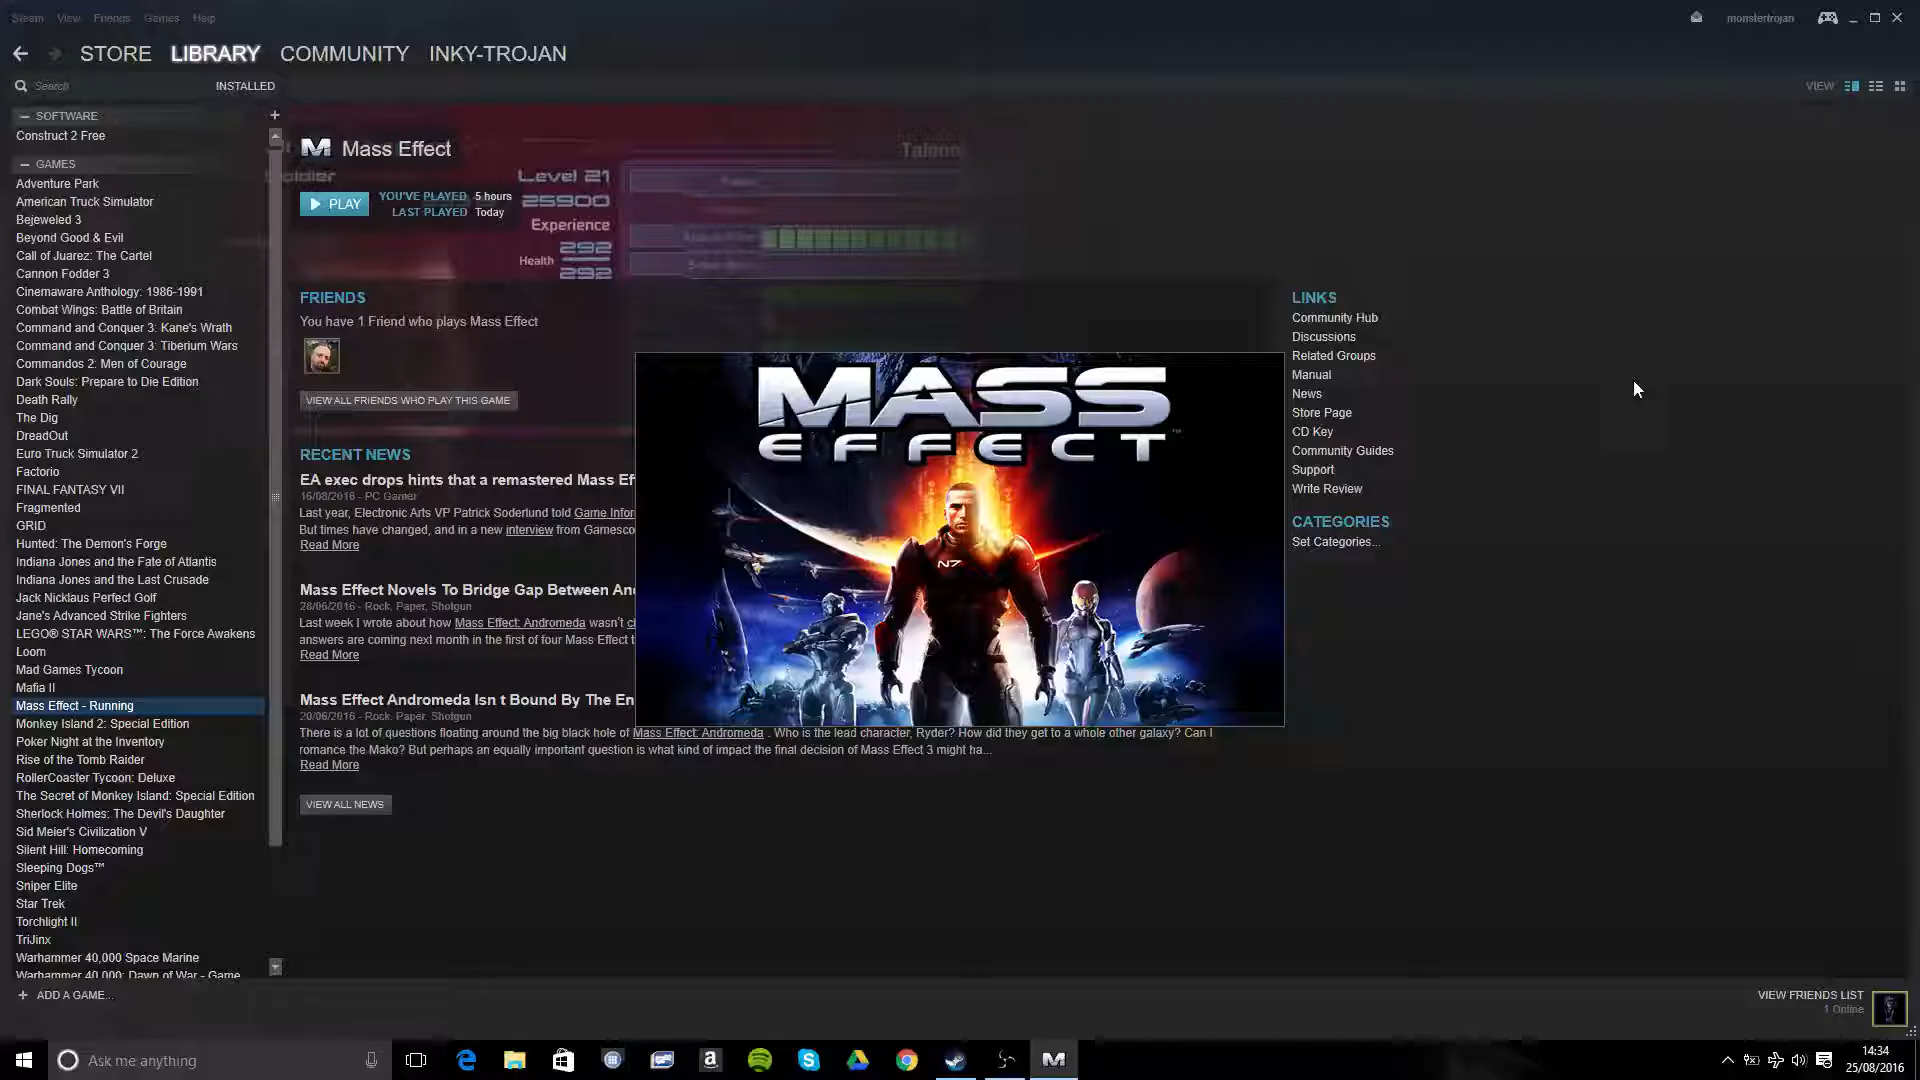 Steam View Friends Games Help
monstertrojan
STORE LIBRARY COMMUNITY INKY-TROJAN
Search
INSTALLED
VIEW
SOFTWARE
Construct 2 Free
GAMES
Adventure Park
American Truck Simulator
Bejeweled 3
Beyond Good & Evil
Call of Juarez: The Cartel
Cannon Fodder 3
Cinemaware Anthology: 1986-1991
Combat Wings: Battle of Britain
Command and Conquer 3: Kane's Wrath
Command and Conquer 3: Tiberium Wars
Commandos 2: Men of Courage
Dark Souls: Prepare to Die Edition
Death Rally
The Dig
DreadOut
Euro Truck Simulator 2
Factorio
FINAL FANTASY VII
Fragmented
GRID
Hunted: The Demon's Forge
Indiana Jones and the Fate of Atlantis
Indiana Jones and the Last Crusade
Jack Nicklaus Perfect Golf
Jane's Advanced Strike Fighters
LEGO® STAR WARS™: The Force Awakens
Loom
Mad Games Tycoon
Mafia II
Mass Effect - Running
Monkey Island 2: Special Edition
Poker Night at the Inventory
Rise of the Tomb Raider
RollerCoaster Tycoon: Deluxe
The Secret of Monkey Island: Special Edition
Sherlock Holmes: The Devil's Daughter
Sid Meier's Civilization V
Silent Hill: Homecoming
Sleeping Dogs™
Sniper Elite
Star Trek
Torchlight II
TriJinx
Warhammer 40,000 Space Marine
Warhammer 40,000: Dawn of War - Game
ADD A GAME...
Mass Effect
PLAY
YOU'VE PLAYED 5 hours
LAST PLAYED Today
Level 21
25900
Experience
292
Health
292
FRIENDS
You have 1 Friend who plays Mass Effect
VIEW ALL FRIENDS WHO PLAY THIS GAME
RECENT NEWS
EA exec drops hints that a remastered Mass Ef
16/08/2016 - PC Gamer
Last year, Electronic Arts VP Patrick Soderlund told Game Infor
But times have changed, and in a new interview from Gamesco
Read More
Mass Effect Novels To Bridge Gap Between An
28/06/2016 - Rock, Paper, Shotgun
Last week I wrote about how Mass Effect: Andromeda wasn't c
answers are coming next month in the first of four Mass Effect t
Read More
Mass Effect Andromeda Isn t Bound By The En
20/06/2016 - Rock, Paper, Shotgun
There is a lot of questions floating around the big black hole of Mass Effect: Andromeda . Who is the lead character, Ryder? How did they get to a whole other galaxy? Can I
romance the Mako? But perhaps an equally important question is what kind of impact the final decision of Mass Effect 3 might ha...
Read More
VIEW ALL NEWS
MASS
EFFECT™
N7
LINKS
Community Hub
Discussions
Related Groups
Manual
News
Store Page
CD Key
Community Guides
Support
Write Review
CATEGORIES
Set Categories...
VIEW FRIENDS LIST
1 Online
Ask me anything
14:34
25/08/2016